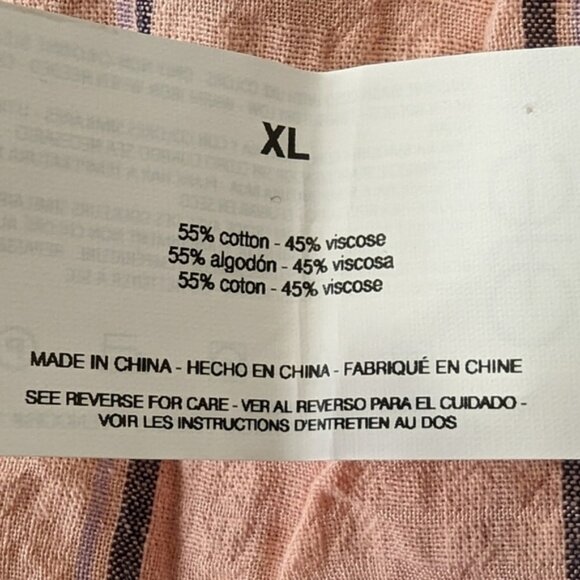 XL
55% cotton - 45% viscose
55% algodón - 45% viscosa
55% coton - 45% viscose
MADE IN CHINA - HECHO EN CHINA - FABRIQUÉ EN CHINE
SEE REVERSE FOR CARE - VER AL REVERSO PARA EL CUIDADO -
VOIR LES INSTRUCTIONS D'ENTRETIEN AU DOS